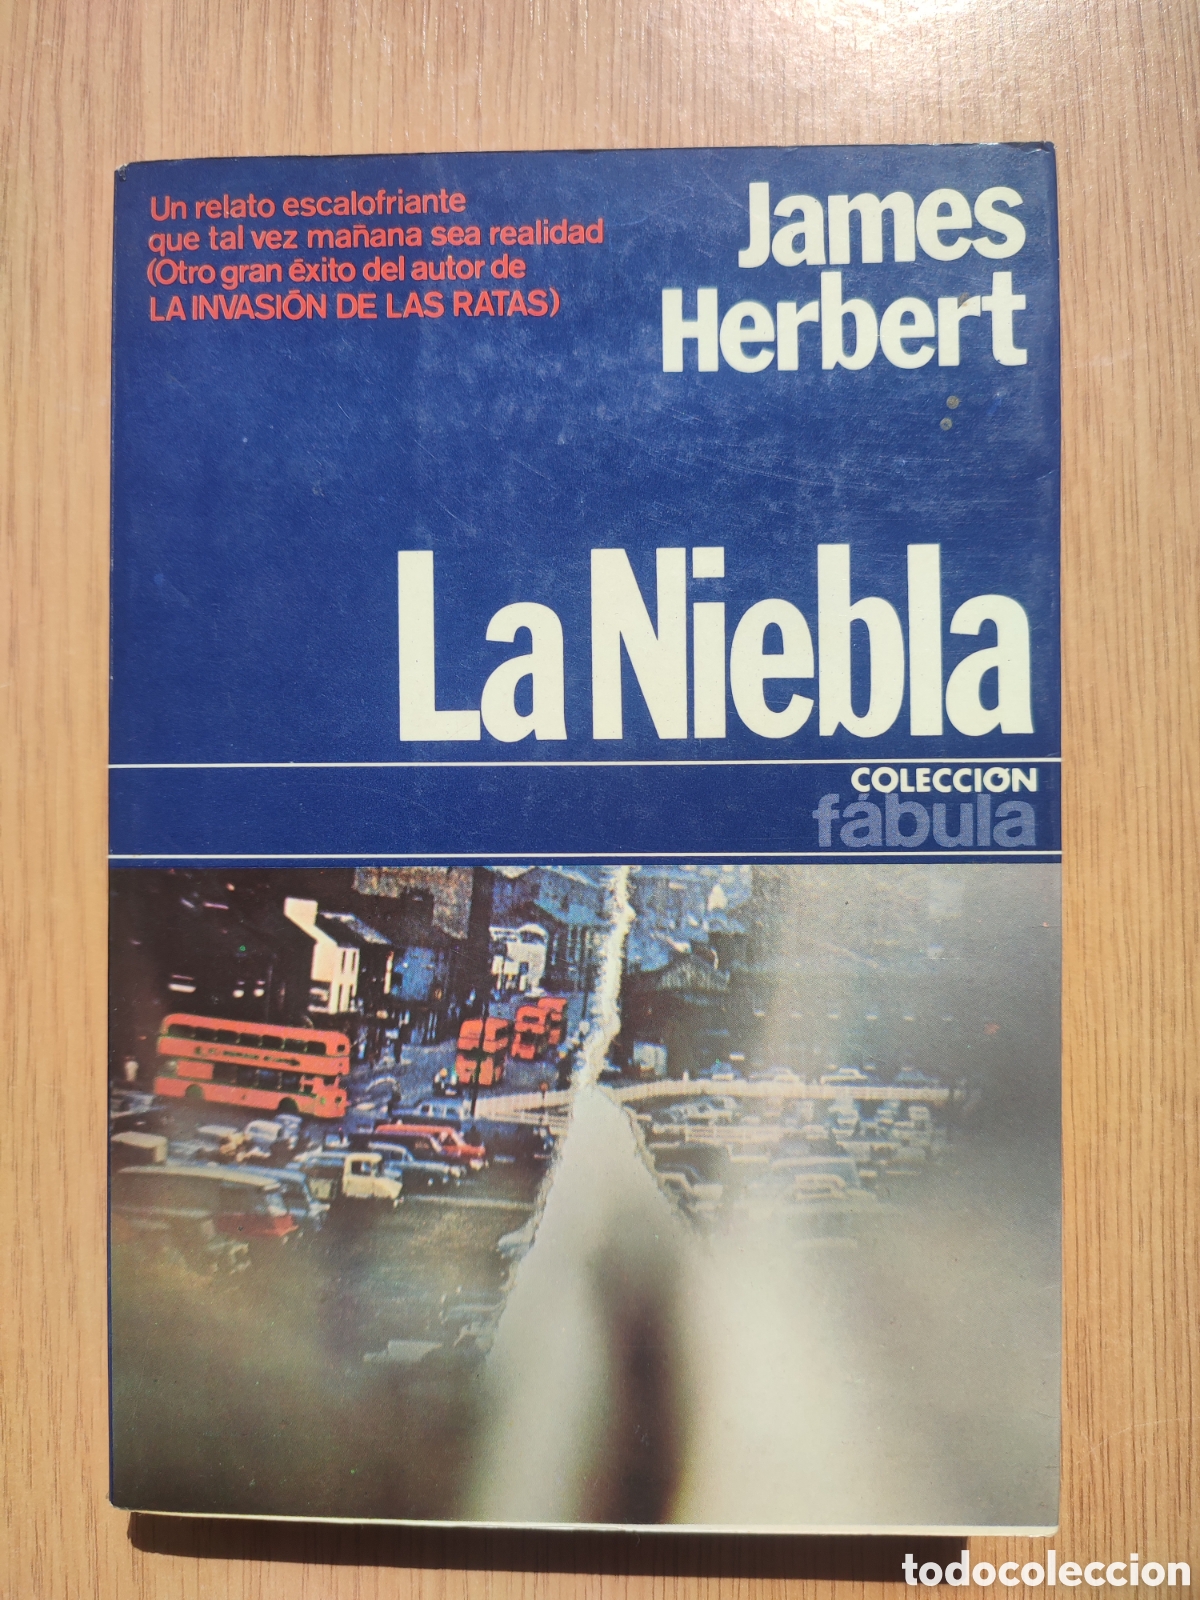 Un relato escalofriante
que tal vez mañana sea realidad
(Otro gran éxito del autor de
LA INVASIÓN DE LAS RATAS)
James
Herbert
La Niebla
COLECCIÓN
fábula
todocoleccion